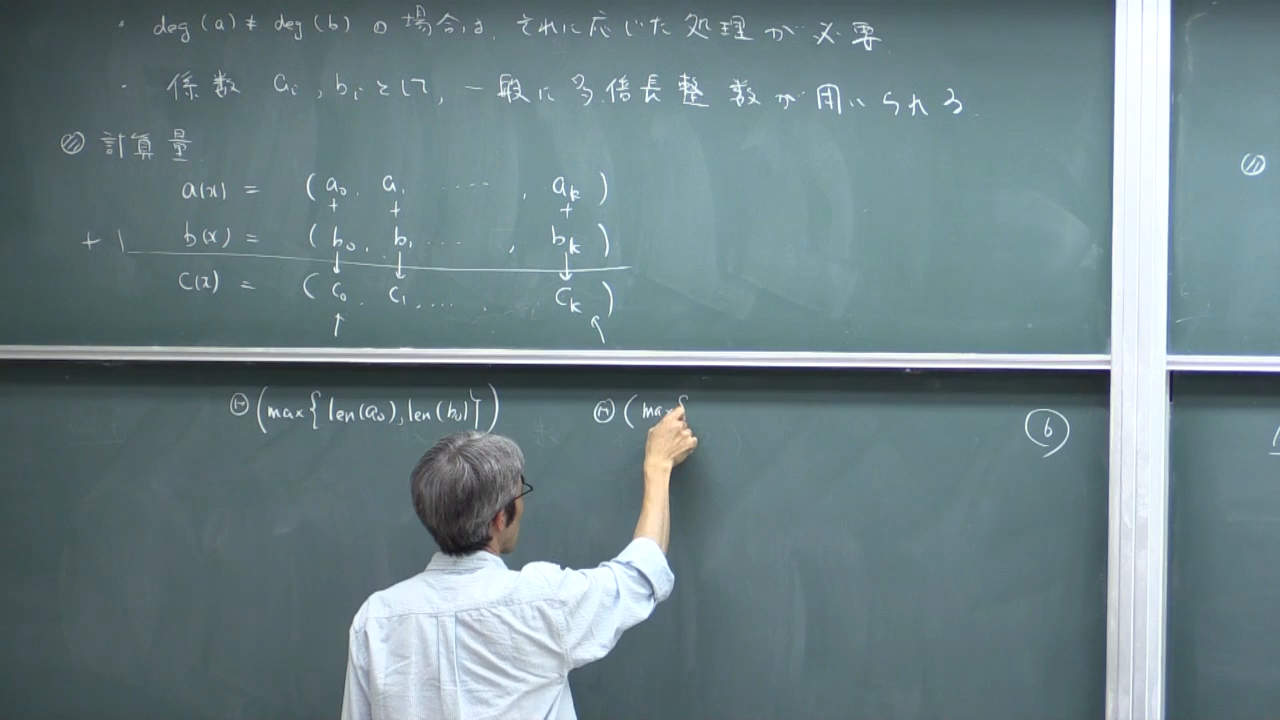 ・ deg(a) ≠ deg(b) の場合は、それに応じた処理が必要
・ 係数 aᵢ, bᵢ として, 一般に多倍長整数が用いられる
計算量
a(x) = (a₀, a₁ ・・・・ , aₖ)
+ + +
+) b(x) = (b₀, b₁ ・・・ , bₖ)
↓ ↓ ↓
c(x) = (c₀, c₁, ・・・ , cₖ)
↑ ↑
Θ(max{len(a₀), len(b₀)}) Θ(max{
6